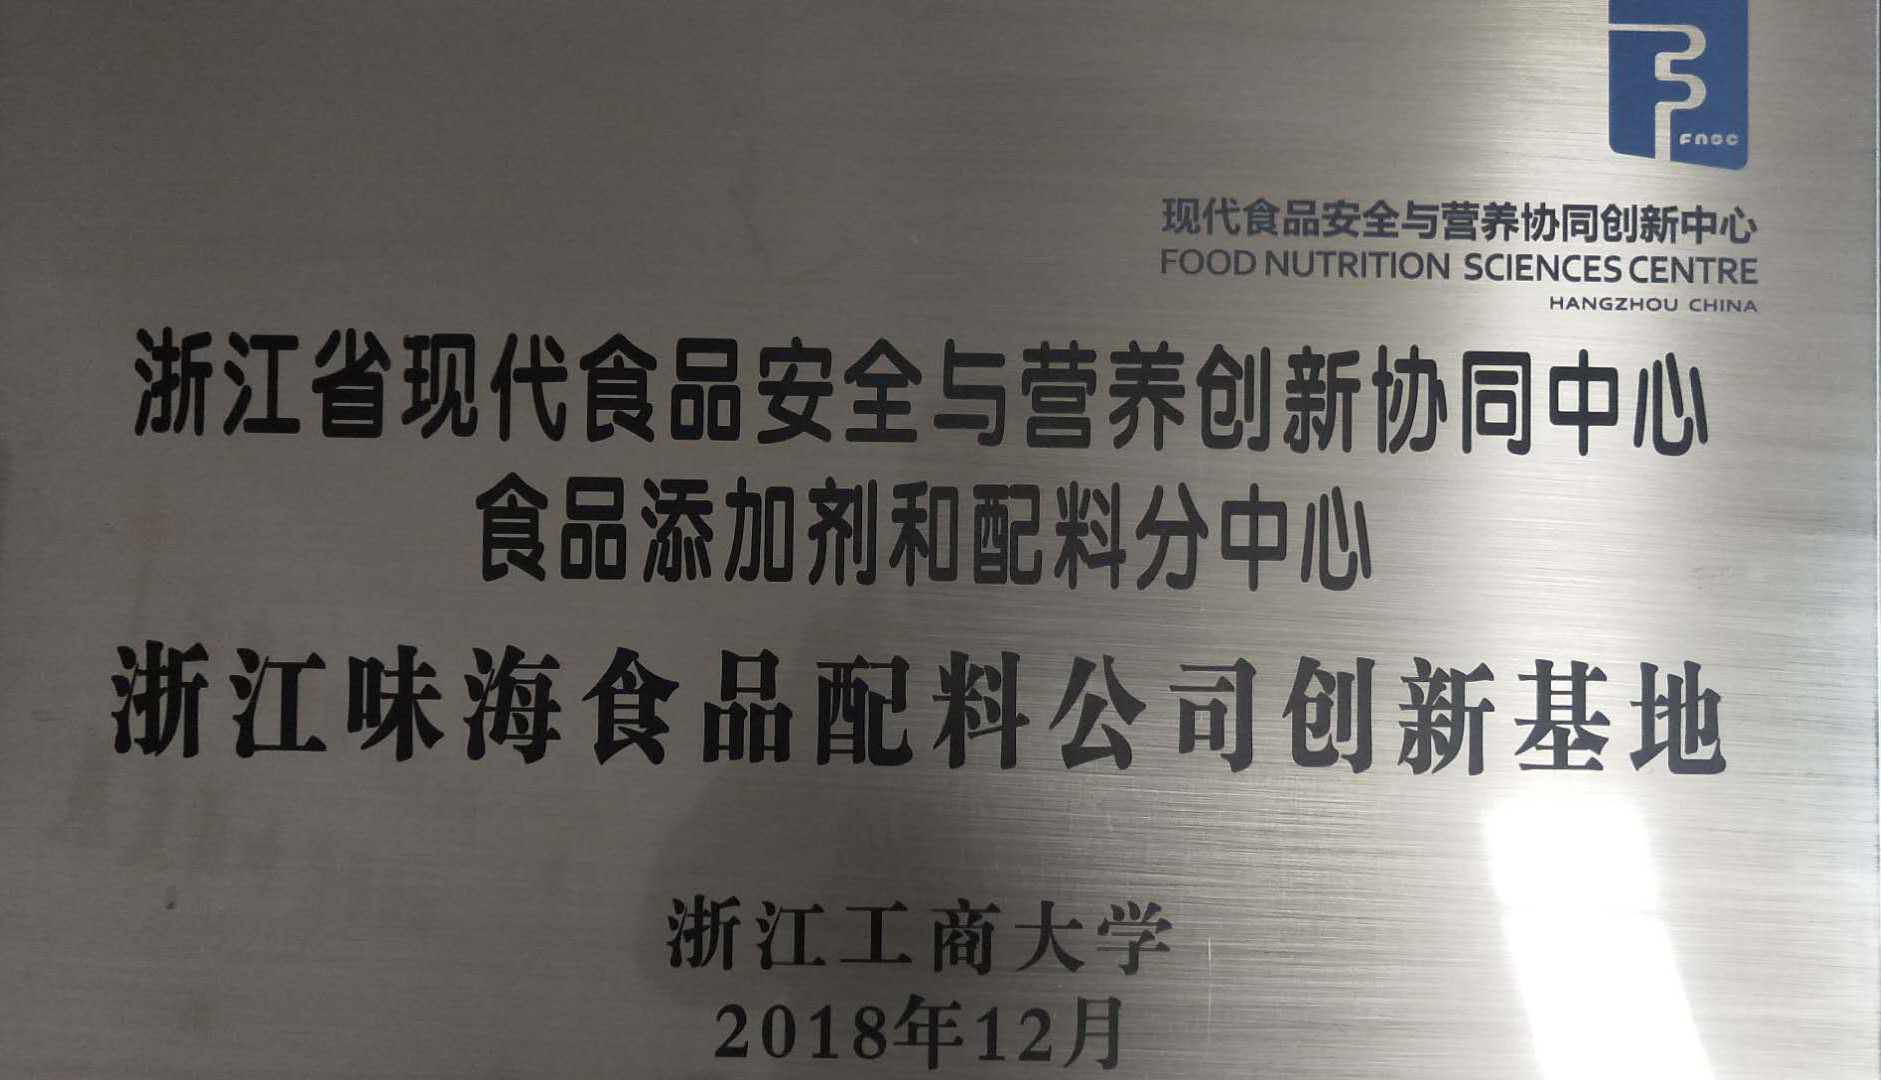 FNSC
现代食品安全与营养协同创新中心
FOOD NUTRITION SCIENCES CENTRE
HANGZHOU CHINA
浙江省现代食品安全与营养创新协同中心
食品添加剂和配料分中心
浙江味海食品配料公司创新基地
浙江工商大学
2018年12月